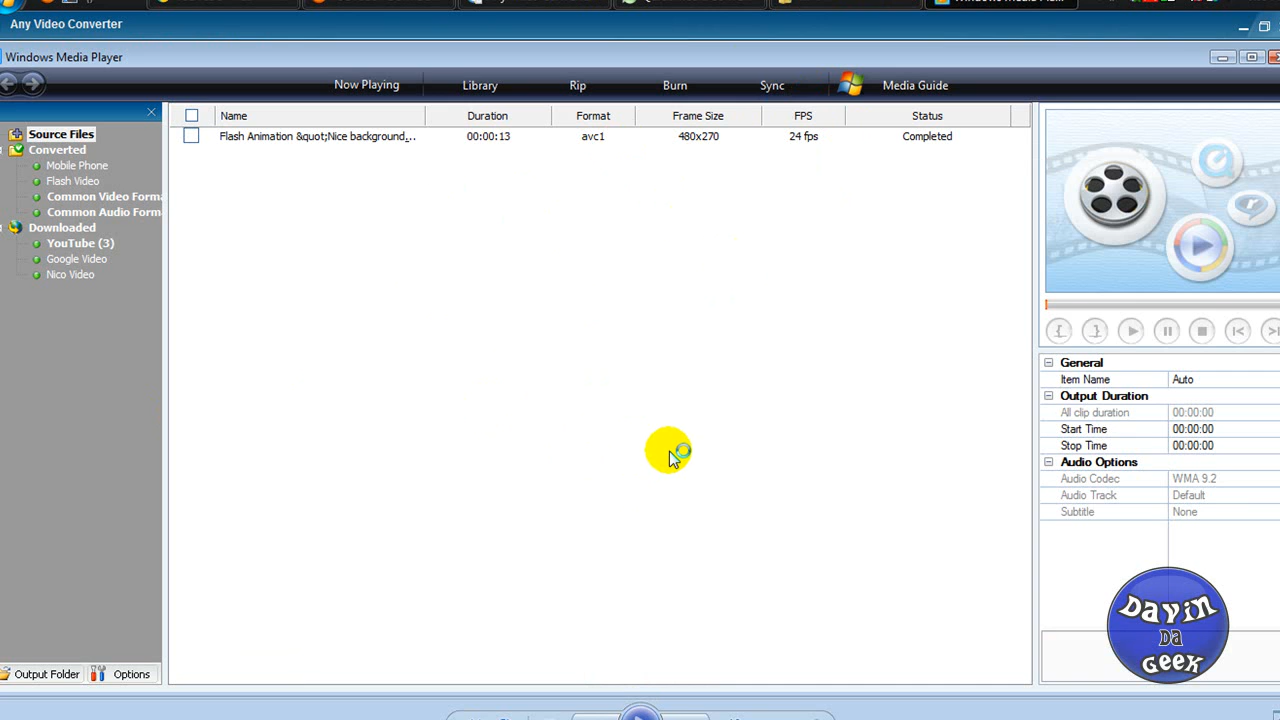 Any Video Converter
Windows Media Player
Now Playing
Library
Rip
Burn
Sync
Media Guide
Source Files
Converted
Mobile Phone
Flash Video
Common Video Forma
Common Audio Forma
Downloaded
YouTube (3)
Google Video
Nico Video
Output Folder
Options
Name Duration Format Frame Size FPS Status
Flash Animation &quot;Nice background,... 00:00:13 avc1 480x270 24 fps Completed
General
Item Name Auto
Output Duration
All clip duration 00:00:00
Start Time 00:00:00
Stop Time 00:00:00
Audio Options
Audio Codec WMA 9.2
Audio Track Default
Subtitle None
Davin
Da
Geek